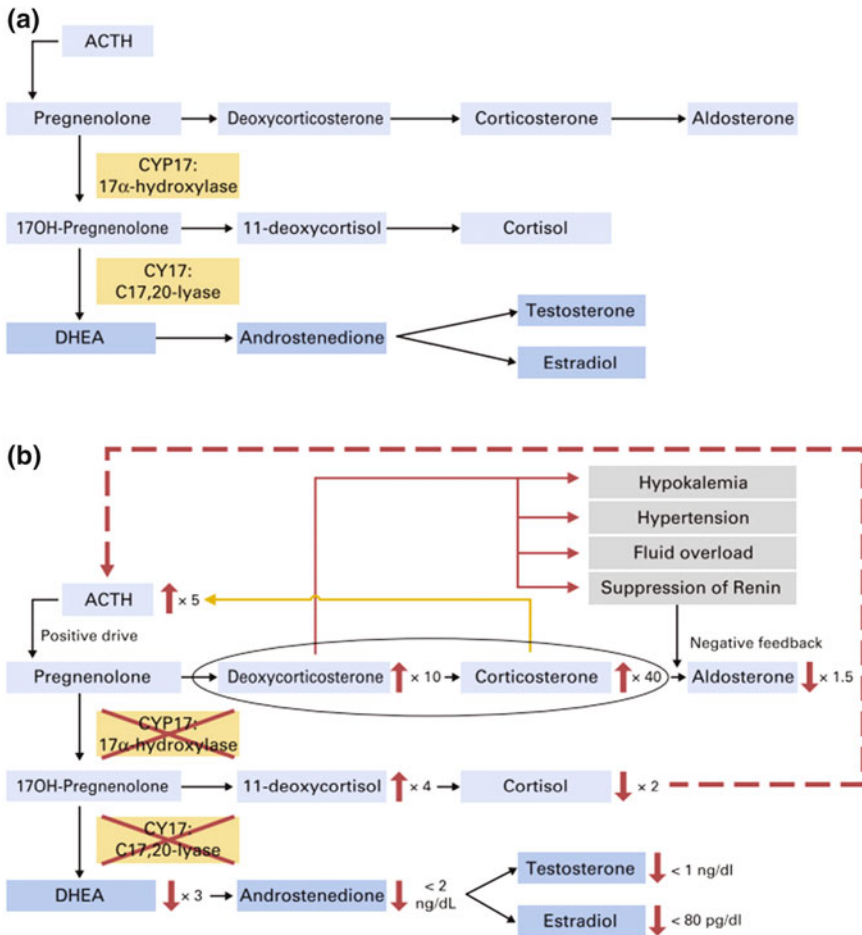 (a)
ACTH
Pregnenolone
Deoxycorticosterone
Corticosterone
Aldosterone
CYP17:
17α-hydroxylase
17OH-Pregnenolone
11-deoxycortisol
Cortisol
CY17:
C17,20-lyase
DHEA
Androstenedione
Testosterone
Estradiol
(b)
Hypokalemia
Hypertension
Fluid overload
Suppression of Renin
ACTH
× 5
Positive drive
Negative feedback
Pregnenolone
Deoxycorticosterone
× 10
Corticosterone
× 40
Aldosterone
× 1.5
CYP17:
17α-hydroxylase
17OH-Pregnenolone
11-deoxycortisol
× 4
Cortisol
× 2
CY17:
C17,20-lyase
DHEA
× 3
Androstenedione
< 2
ng/dL
Testosterone
< 1 ng/dl
Estradiol
< 80 pg/dl